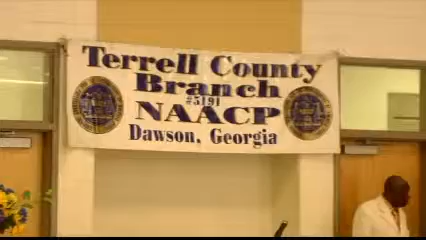 Terrell County
Branch
#5191
NAACP
Dawson, Georgia